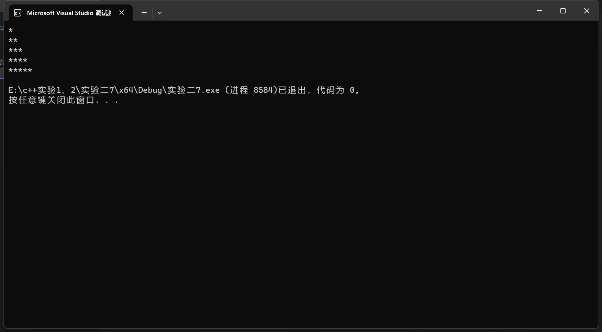 Microsoft Visual Studio 调试
*
**
***
****
*****
E:\c++实验1、2\实验二7\x64\Debug\实验二7.exe (进程 8584)已退出，代码为 0。
按任意键关闭此窗口. . .